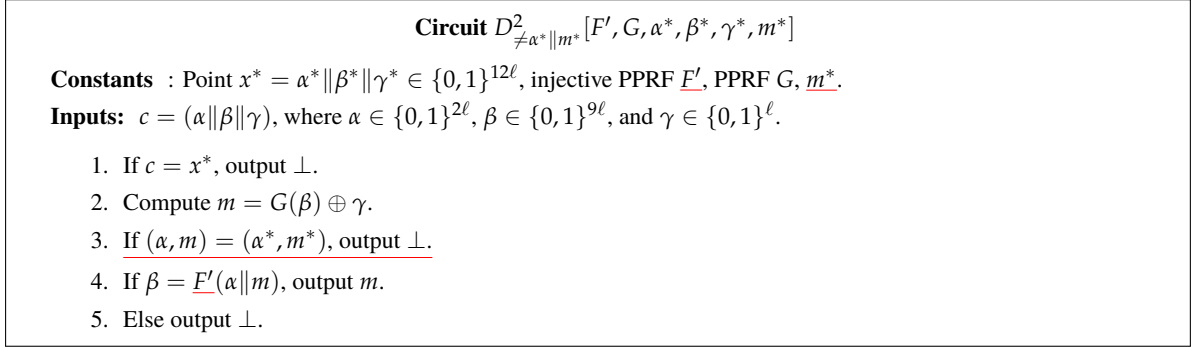 Circuit D²_{≠α*∥m*}[F′, G, α*, β*, γ*, m*]
Constants : Point x* = α*∥β*∥γ* ∈ {0, 1}^{12ℓ}, injective PPRF F′, PPRF G, m*.
Inputs: c = (α∥β∥γ), where α ∈ {0, 1}^{2ℓ}, β ∈ {0, 1}^{9ℓ}, and γ ∈ {0, 1}^ℓ.
1. If c = x*, output ⊥.
2. Compute m = G(β) ⊕ γ.
3. If (α, m) = (α*, m*), output ⊥.
4. If β = F′(α∥m), output m.
5. Else output ⊥.